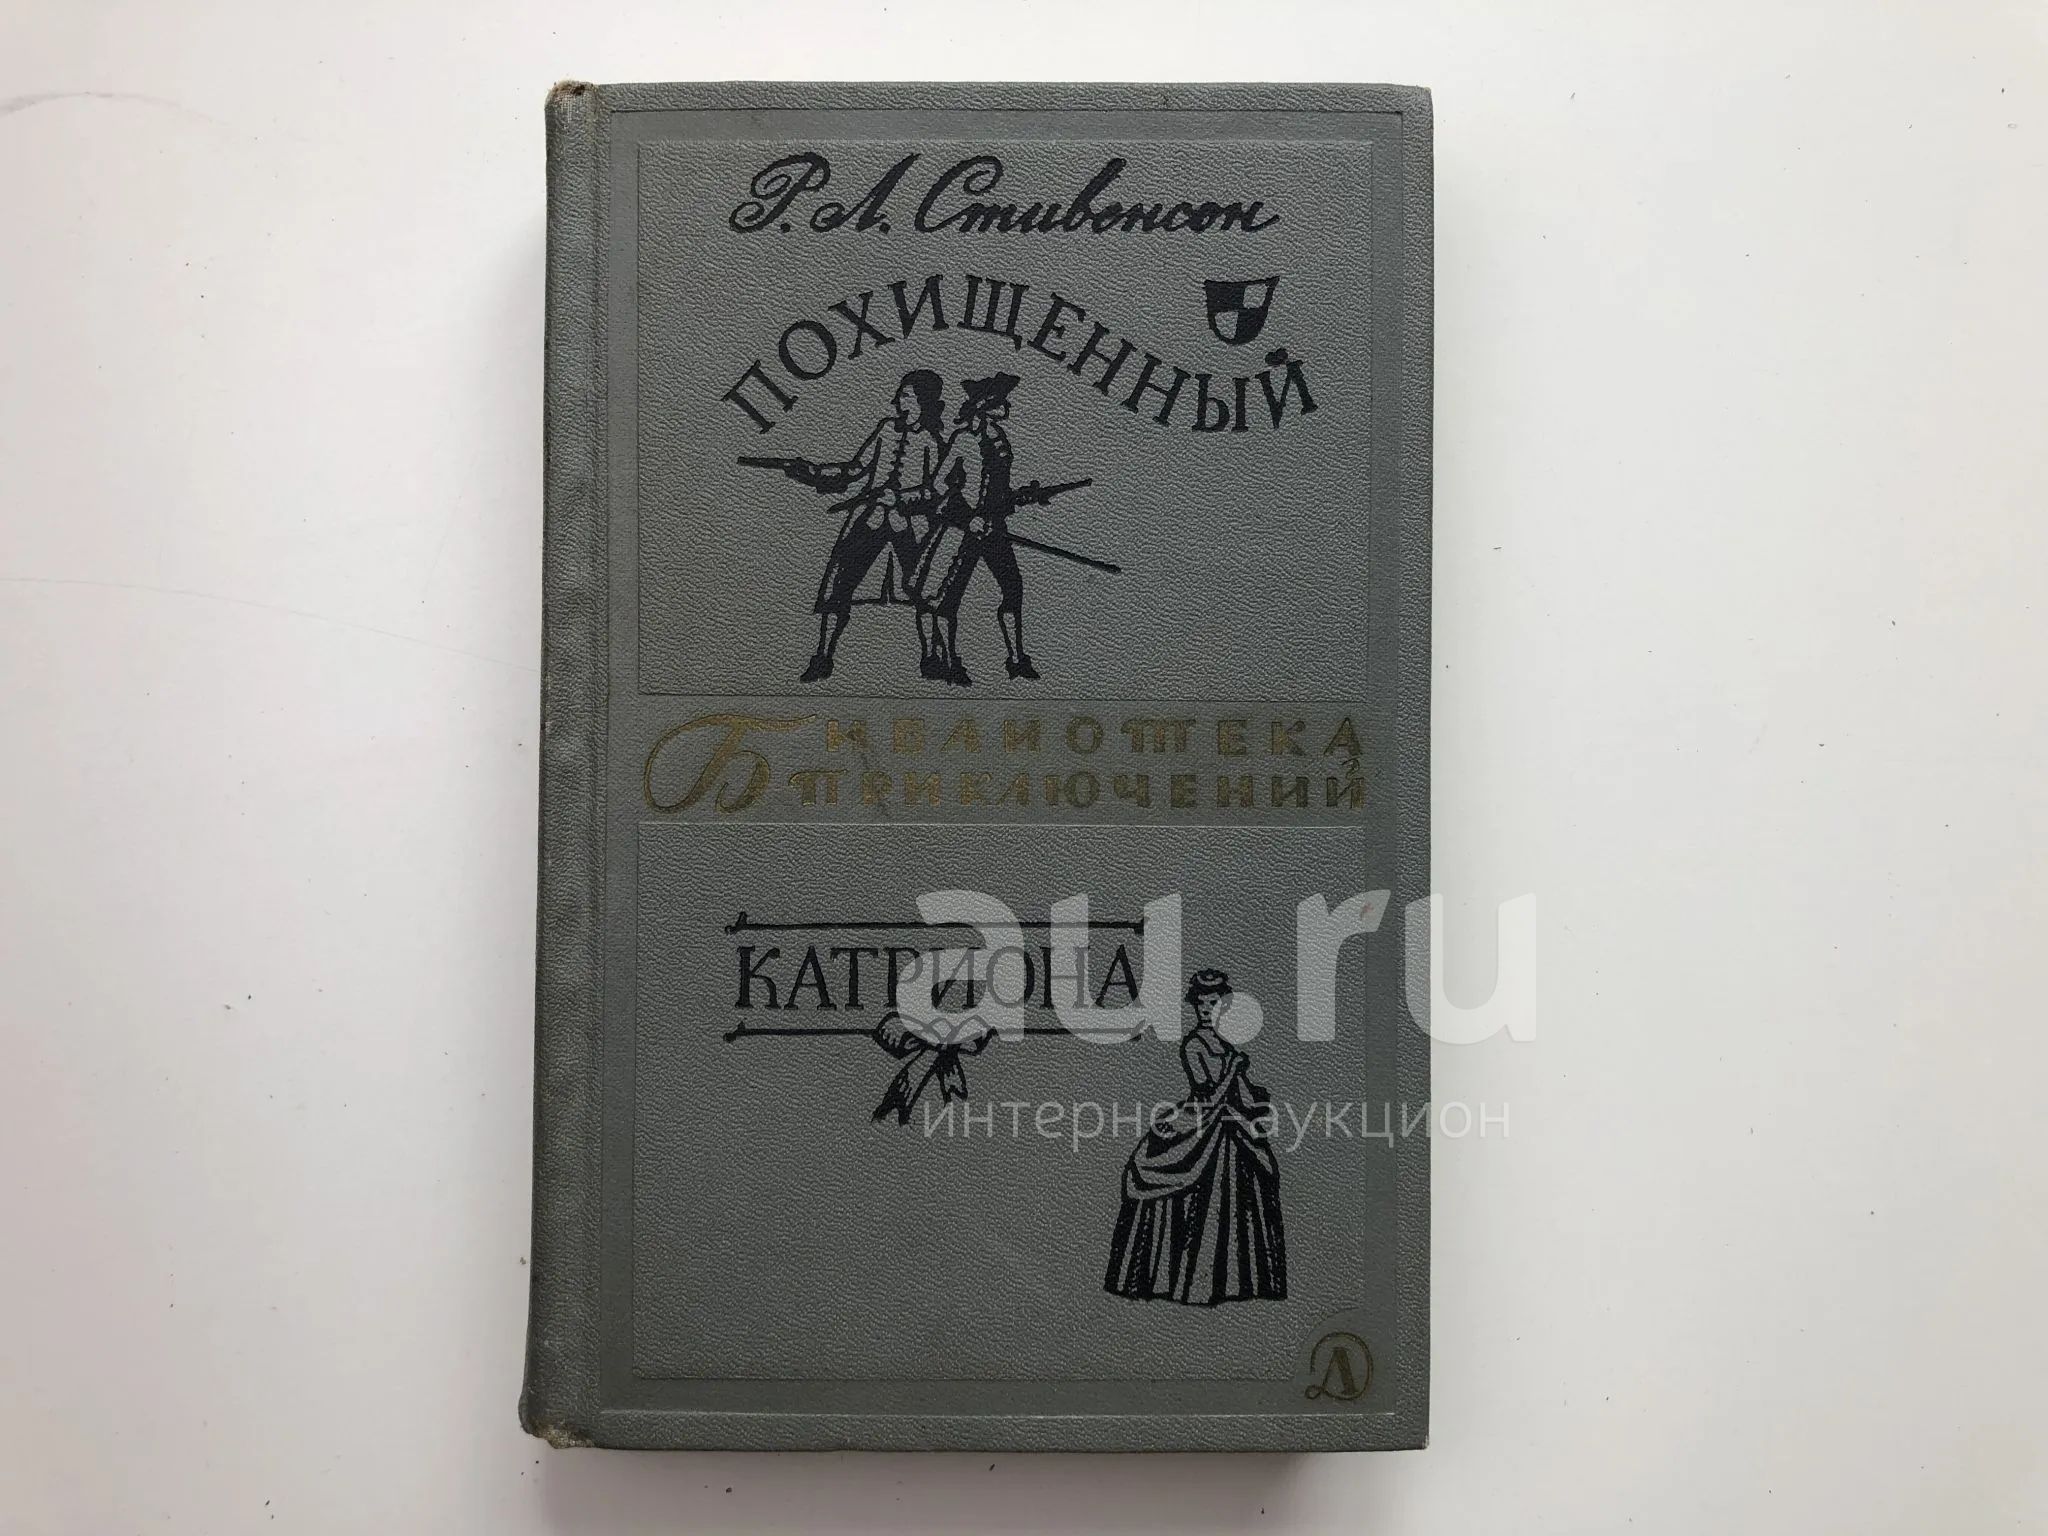 Р. Л. Стивенсон
ПОХИЩЕННЫЙ
БИБЛИОТЕКА
ПРИКЛЮЧЕНИЙ
КАТРИОНА
au.ru
интернет-аукцион
Д